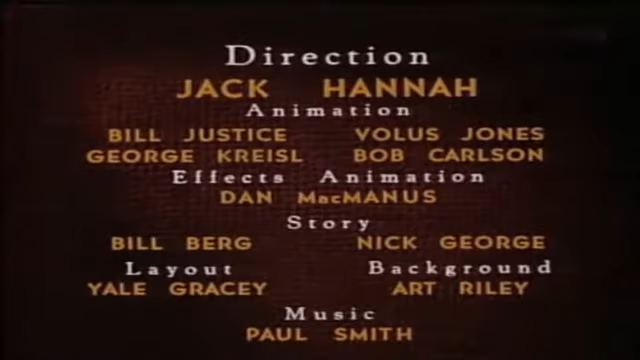 Direction
JACK HANNAH
Animation
BILL JUSTICE VOLUS JONES
GEORGE KREISL BOB CARLSON
Effects Animation
DAN MacMANUS
Story
BILL BERG NICK GEORGE
Layout Background
YALE GRACEY ART RILEY
Music
PAUL SMITH